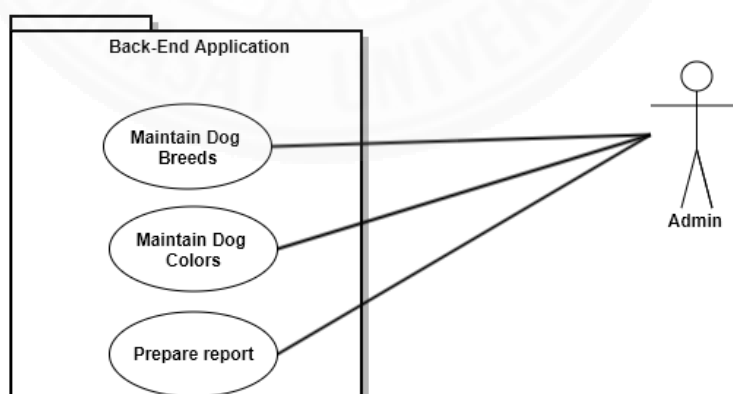 Back-End Application
Maintain Dog
Breeds
Maintain Dog
Colors
Prepare report
Admin